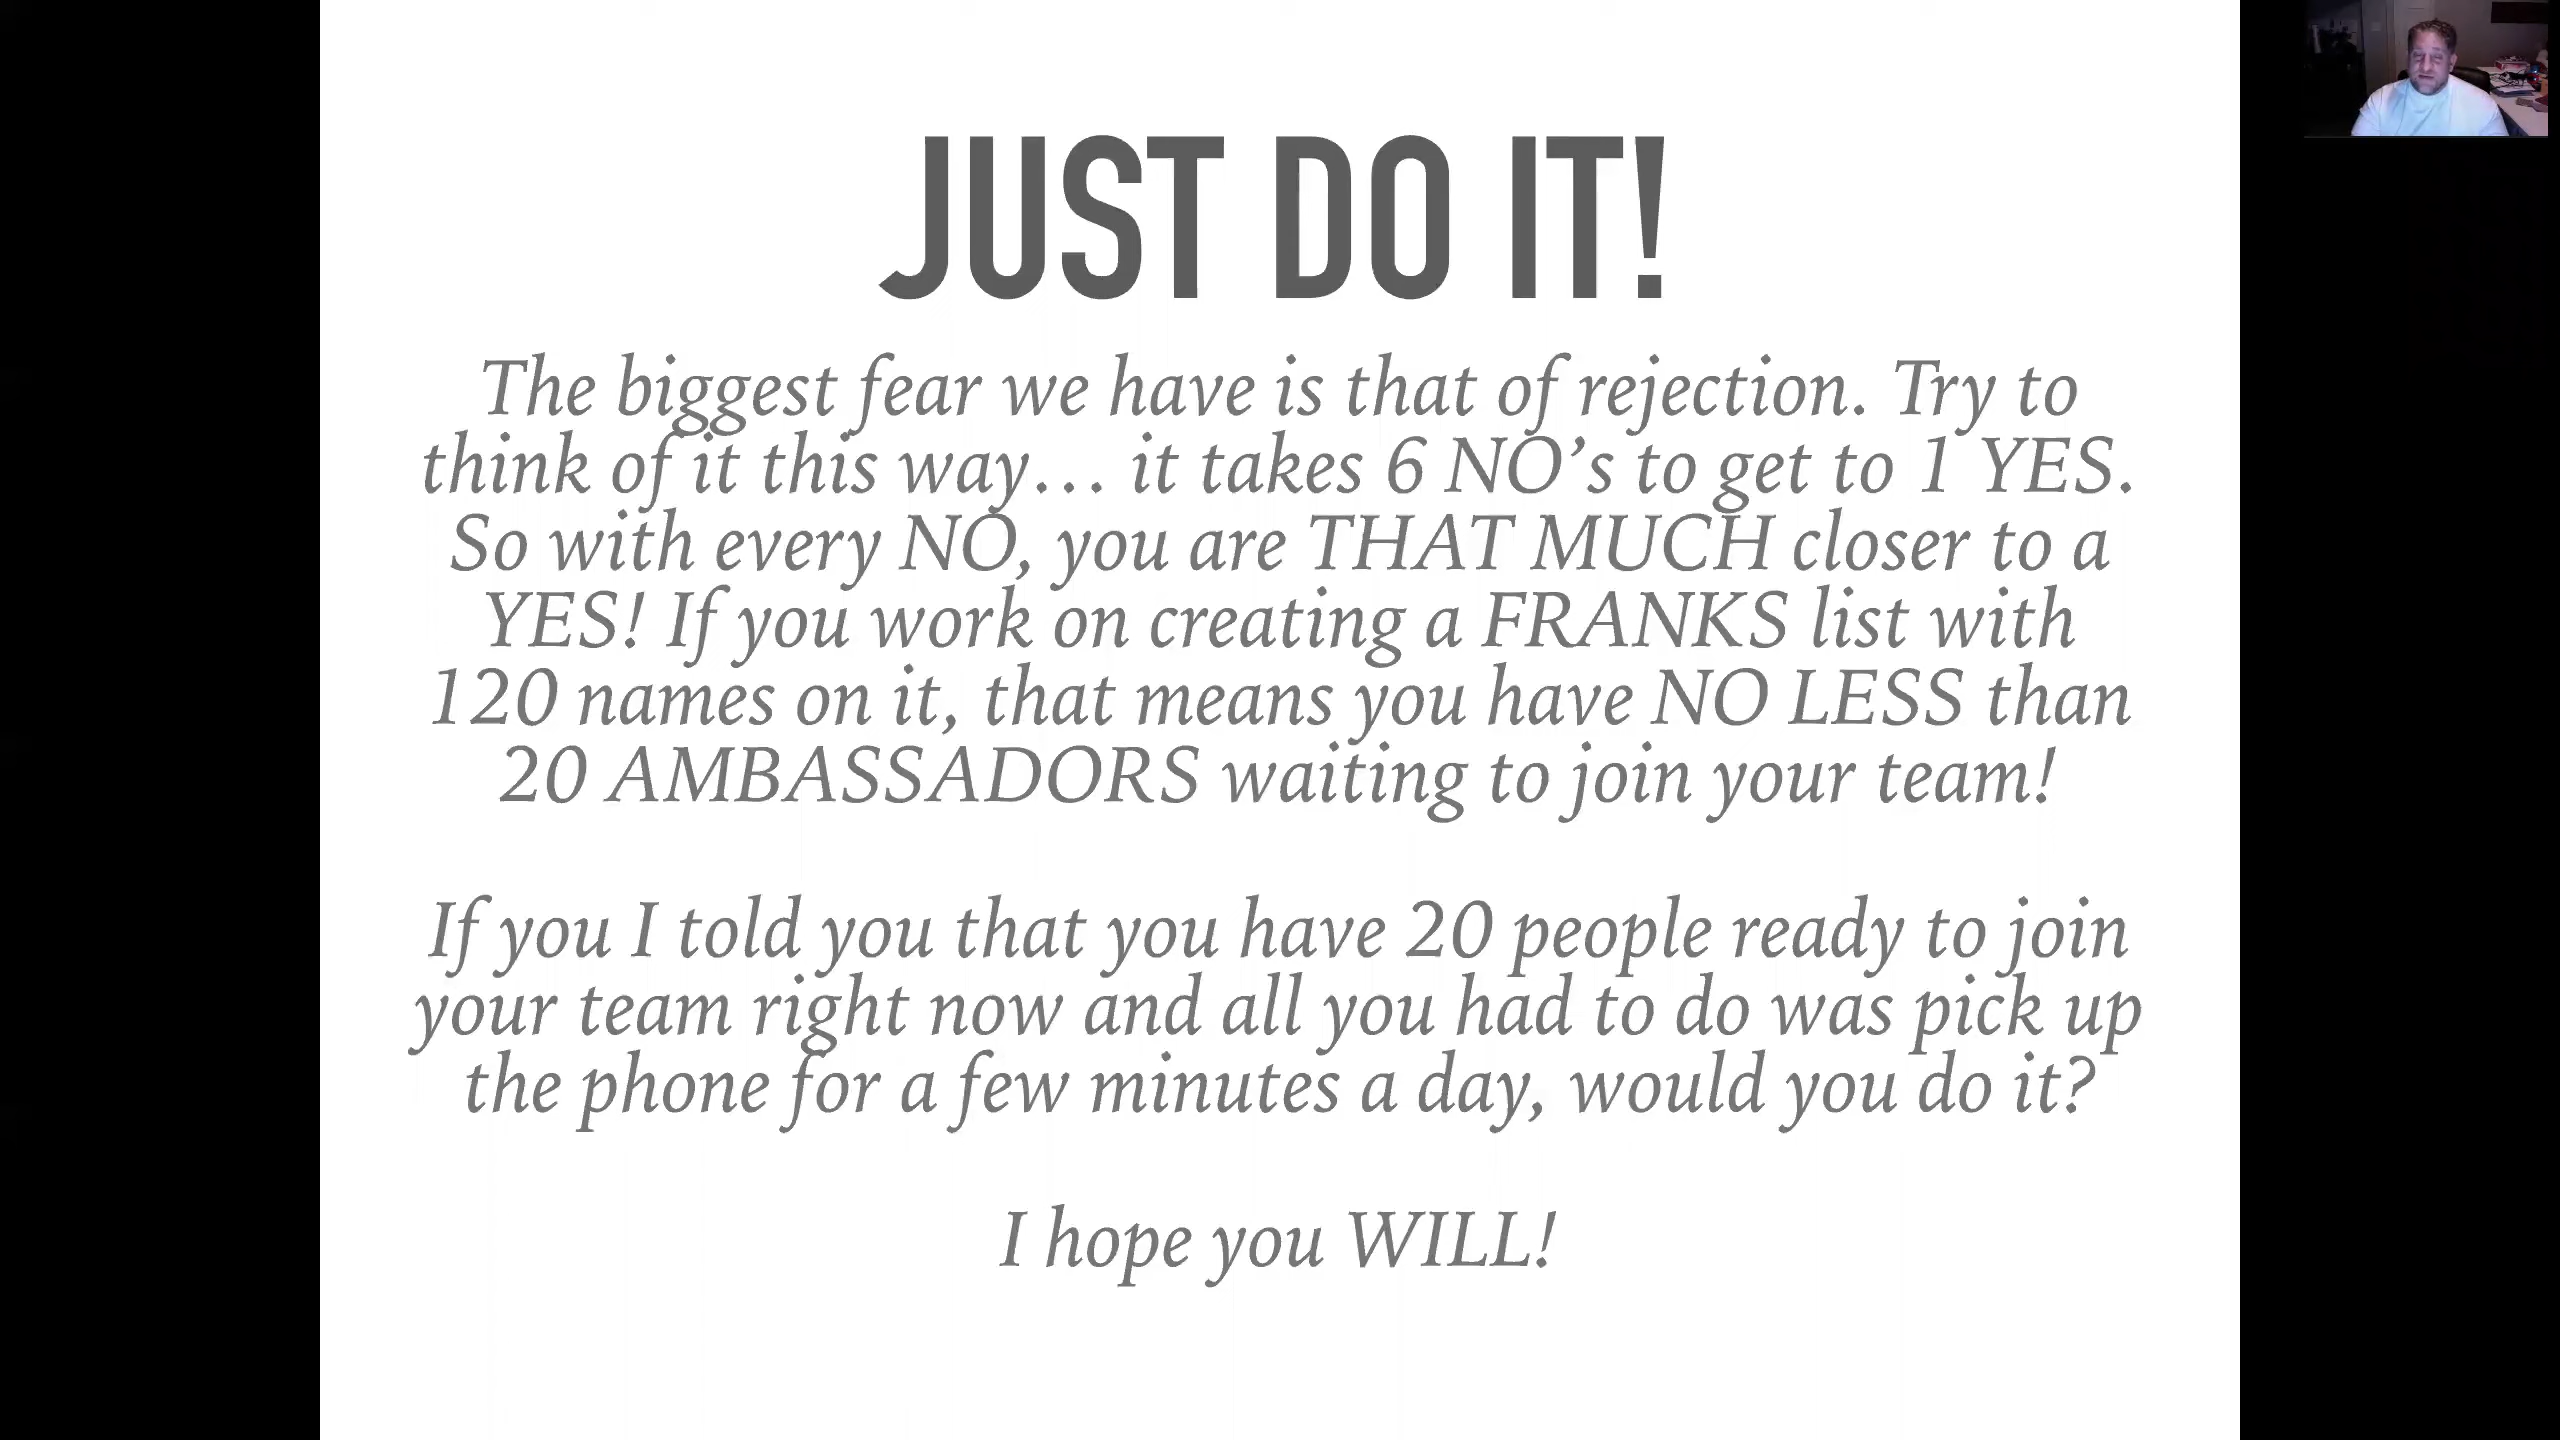 JUST DO IT!
The biggest fear we have is that of rejection. Try to
think of it this way… it takes 6 NO’s to get to 1 YES.
So with every NO, you are THAT MUCH closer to a
YES! If you work on creating a FRANKS list with
120 names on it, that means you have NO LESS than
20 AMBASSADORS waiting to join your team!
If you I told you that you have 20 people ready to join
your team right now and all you had to do was pick up
the phone for a few minutes a day, would you do it?
I hope you WILL!